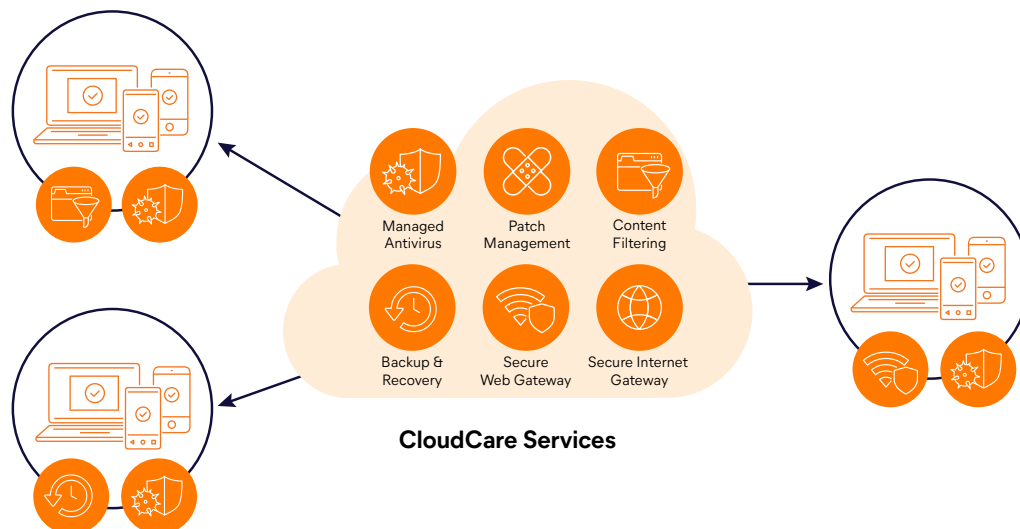 Managed
Antivirus
Patch
Management
Content
Filtering
Backup &
Recovery
Secure
Web Gateway
Secure Internet
Gateway
CloudCare Services